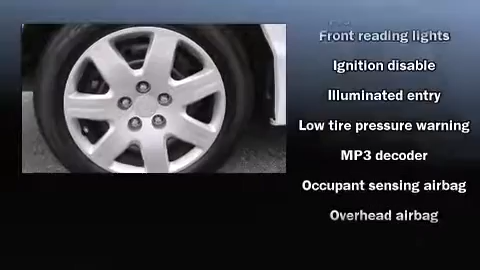 Front reading lights
Ignition disable
Illuminated entry
Low tire pressure warning
MP3 decoder
Occupant sensing airbag
Overhead airbag